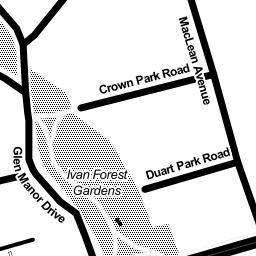 MacLean Avenue
Crown Park Road
Duart Park Road
Ivan Forest
Gardens
Glen Manor Drive